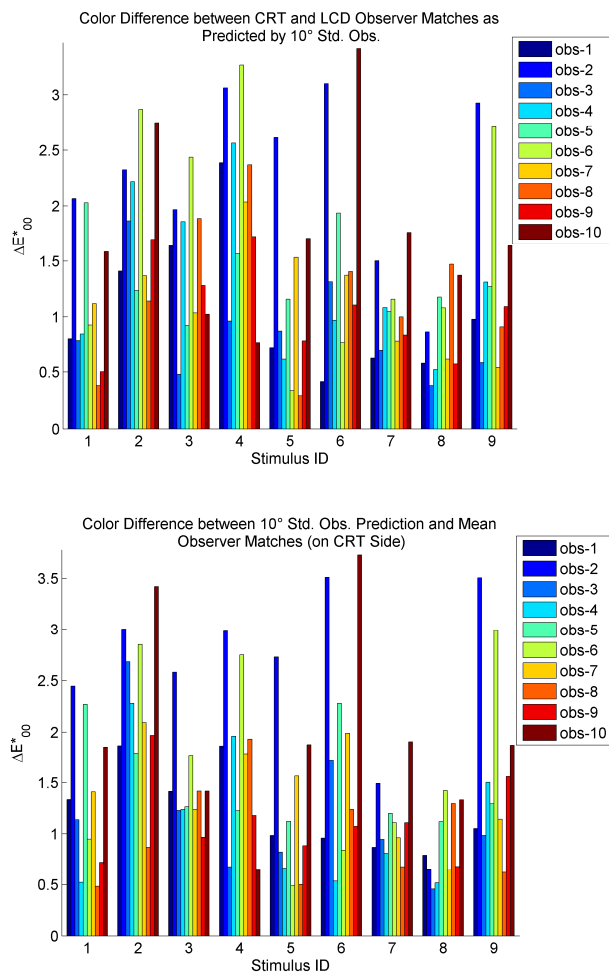 Color Difference between CRT and LCD Observer Matches as
Predicted by 10° Std. Obs.
ΔE*00
3
2.5
2
1.5
1
0.5
0
1 2 3 4 5 6 7 8 9
Stimulus ID
obs-1
obs-2
obs-3
obs-4
obs-5
obs-6
obs-7
obs-8
obs-9
obs-10
Color Difference between 10° Std. Obs. Prediction and Mean
Observer Matches (on CRT Side)
ΔE*00
3.5
3
2.5
2
1.5
1
0.5
0
1 2 3 4 5 6 7 8 9
Stimulus ID
obs-1
obs-2
obs-3
obs-4
obs-5
obs-6
obs-7
obs-8
obs-9
obs-10